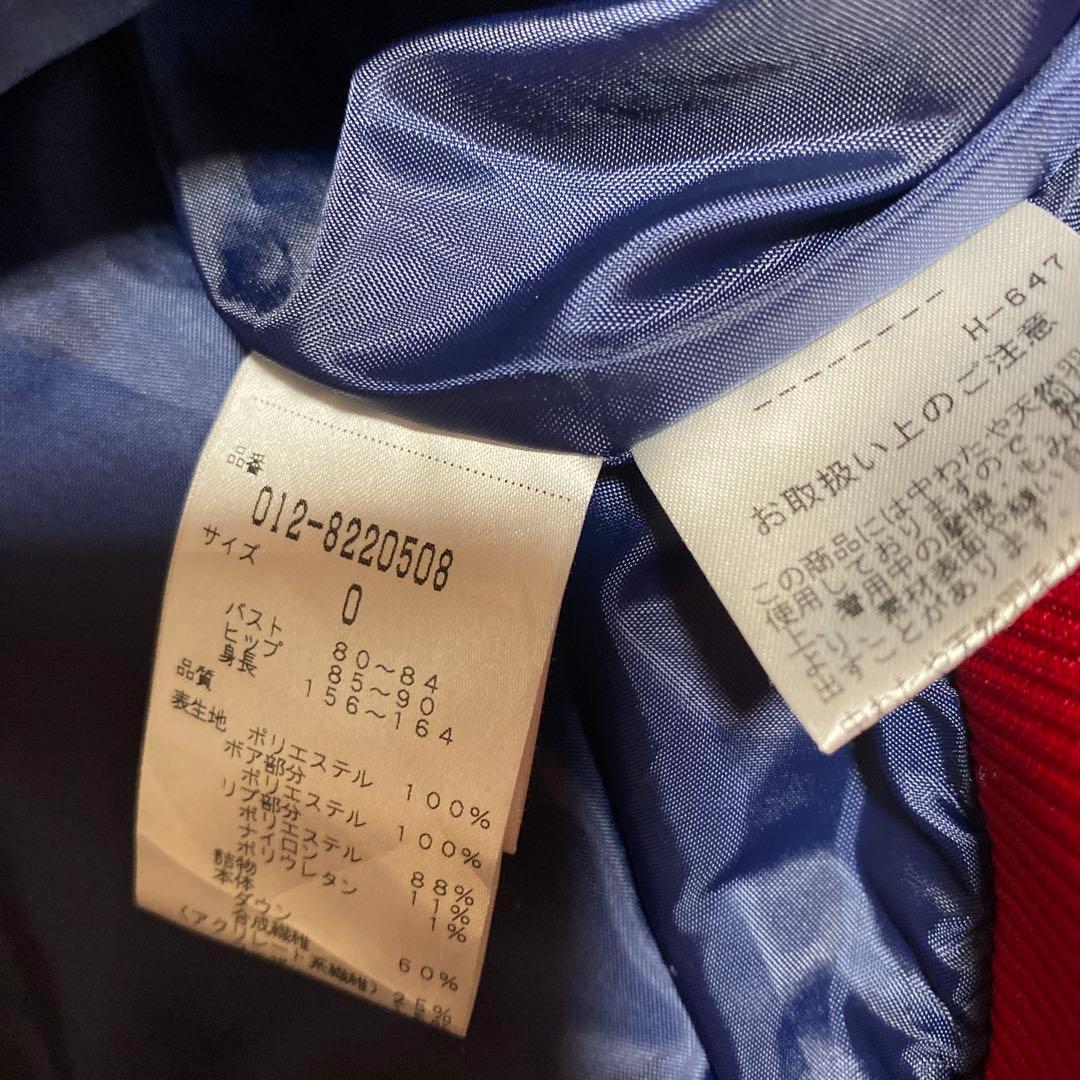 品番
012-8220508
サイズ
0
バスト 80~84
ヒップ 85~90
身長 156~164
品質
表生地
ポリエステル 100%
ボア部分
ポリエステル 100%
リブ部分
ポリエステル 88%
ナイロン 11%
ポリウレタン 1%
詰物
本体
ダウン 60%
合成繊維
(アクリレート系繊維) 25%
------
H-647
お取扱い上のご注意
この商品には中わたや天然羽
使用しておりますので、
着用中の摩擦・もみ
り素材表面や縫い
ことがあります